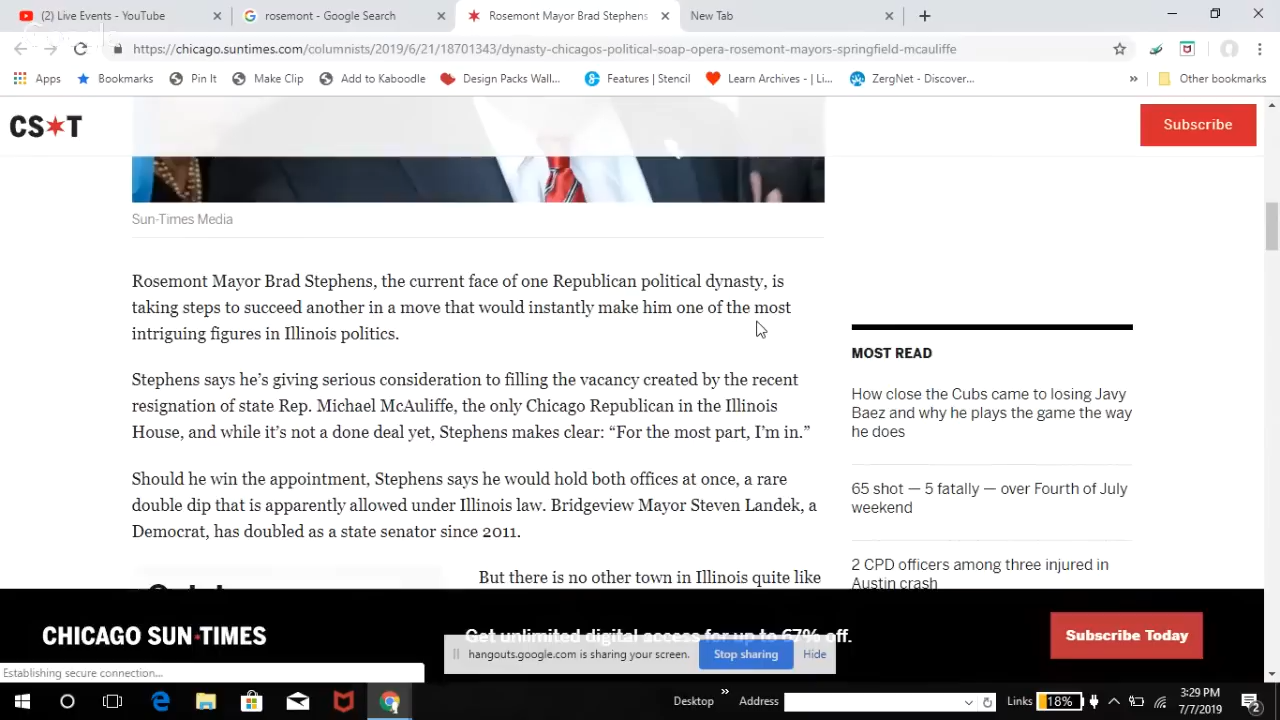 (2) Live Events - YouTube
rosemont - Google Search
Rosemont Mayor Brad Stephens
New Tab
https://chicago.suntimes.com/columnists/2019/6/21/18701343/dynasty-chicagos-political-soap-opera-rosemont-mayors-springfield-mcauliffe
Apps
Bookmarks
Pin It
Make Clip
Add to Kaboodle
Design Packs Wall...
Features | Stencil
Learn Archives - | Li...
ZergNet - Discover...
»
Other bookmarks
CS T
Subscribe
Sun-Times Media
Rosemont Mayor Brad Stephens, the current face of one Republican political dynasty, is
taking steps to succeed another in a move that would instantly make him one of the most
intriguing figures in Illinois politics.
Stephens says he’s giving serious consideration to filling the vacancy created by the recent
resignation of state Rep. Michael McAuliffe, the only Chicago Republican in the Illinois
House, and while it’s not a done deal yet, Stephens makes clear: “For the most part, I’m in.”
Should he win the appointment, Stephens says he would hold both offices at once, a rare
double dip that is apparently allowed under Illinois law. Bridgeview Mayor Steven Landek, a
Democrat, has doubled as a state senator since 2011.
But there is no other town in Illinois quite like
MOST READ
How close the Cubs came to losing Javy
Baez and why he plays the game the way
he does
65 shot — 5 fatally — over Fourth of July
weekend
2 CPD officers among three injured in
Austin crash
CHICAGO SUN-TIMES
Get unlimited digital access for up to 67% off.
Subscribe Today
hangouts.google.com is sharing your screen.
Stop sharing
Hide
Establishing secure connection...
Desktop
»
Address
Links
18%
3:29 PM
7/7/2019
2